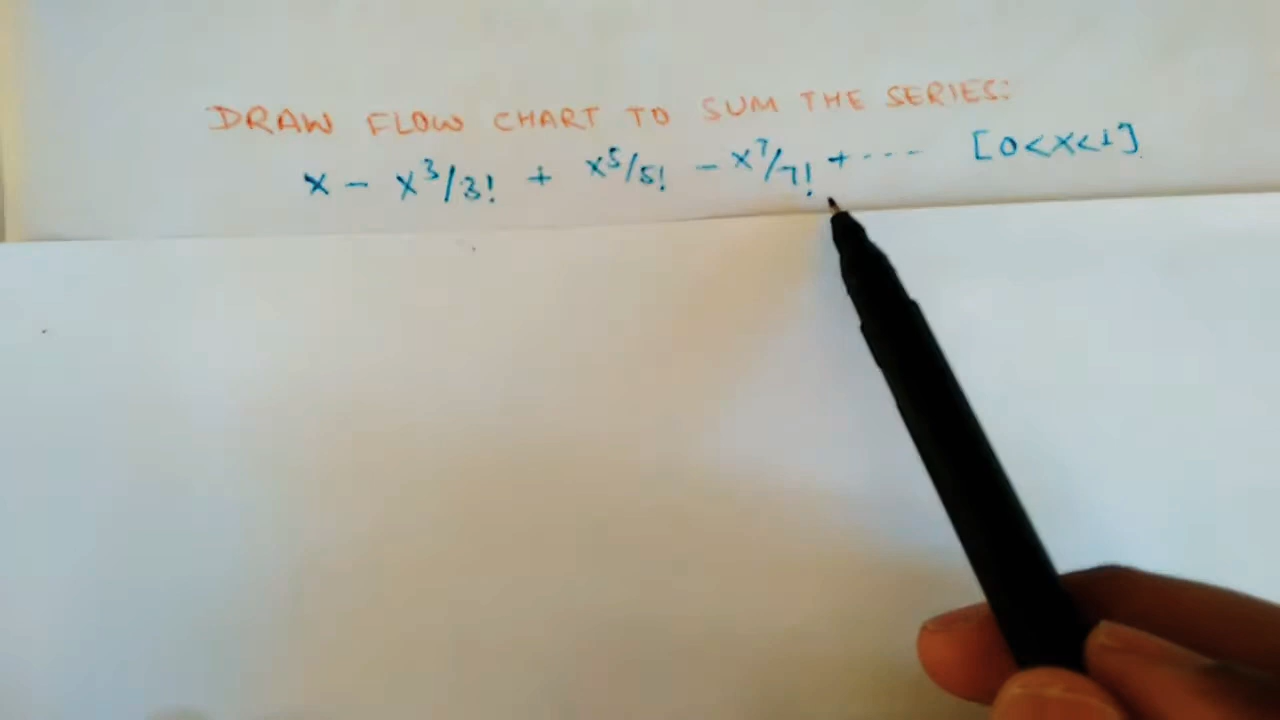 DRAW FLOW CHART TO SUM THE SERIES:
x - x³/3! + x⁵/5! - x⁷/7! + ---- [0<x<1]